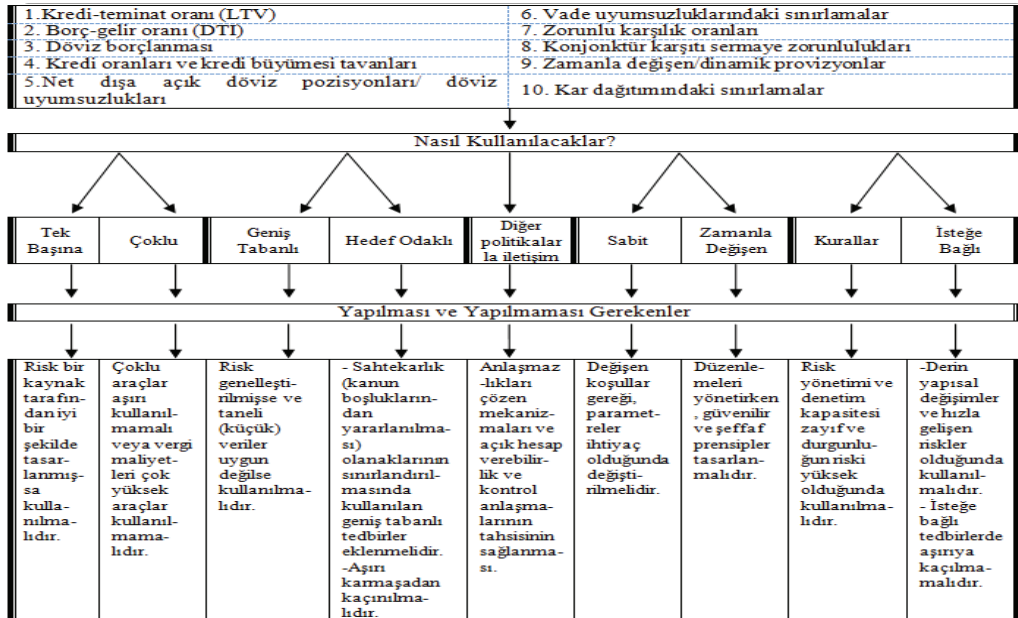 1.Kredi-teminat oranı (LTV)
2. Borç-gelir oranı (DTI)
3. Döviz borçlanması
4. Kredi oranları ve kredi büyümesi tavanları
5.Net dışa açık döviz pozisyonları/ döviz
uyumsuzlukları
6. Vade uyumsuzluklarındaki sınırlamalar
7. Zorunlu karşılık oranları
8. Konjonktür karşıtı sermaye zorunlulukları
9. Zamanla değişen/dinamik provizyonlar
10. Kar dağıtımındaki sınırlamalar
Nasıl Kullanılacaklar?
Tek
Başına
Çoklu
Geniş
Tabanlı
Hedef Odaklı
Diğer
politikalar
la iletişim
Sabit
Zamanla
Değişen
Kurallar
İsteğe
Bağlı
Yapılması ve Yapılmaması Gerekenler
Risk bir
kaynak
tarafın-
dan iyi
bir
şekilde
tasar-
lanmış-
sa
kulla-
nılma-
lıdır.
Çoklu
araçlar
aşırı
kullanıl-
mamalı
veya vergi
maliyet-
leri çok
yüksek
araçlar
kullanıl-
mama-
lıdır.
Risk
genelleşti-
rilmişse ve
taneli
(küçük)
veriler
uygun
değilse
kullanılma-
lıdır.
- Sahtekarlık
(kanun
boşlukların-
dan
yararlanılma-
sı)
olanaklarının
sınırlandırıl-
masında
kullanılan
geniş tabanlı
tedbirler
eklenmelidir.
-Aşırı
karmaşadan
kaçınılma-
lıdır.
Anlaşmaz
-lıkları
çözen
mekaniz-
maları ve
açık hesap
verebilir-
lik ve
kontrol
anlaşma-
larının
tahsisinin
sağlanma-
sı.
Değişen
koşullar
gereği,
paramet-
reler
ihtiyaç
olduğunda
değişti-
rilmelidir.
Düzenle-
meleri
yönetirken
, güvenilir
ve şeffaf
prensipler
tasarlan-
malıdır.
Risk
yönetimi ve
denetim
kapasitesi
zayıf ve
durgunlu-
ğun riski
yüksek
olduğunda
kullanılma-
lıdır.
-Derin
yapısal
değişimler
ve hızla
gelişen
riskler
olduğunda
kullanıl-
malıdır.
- İsteğe
bağlı
tedbirlerde
aşırıya
kaçılma-
malıdır.